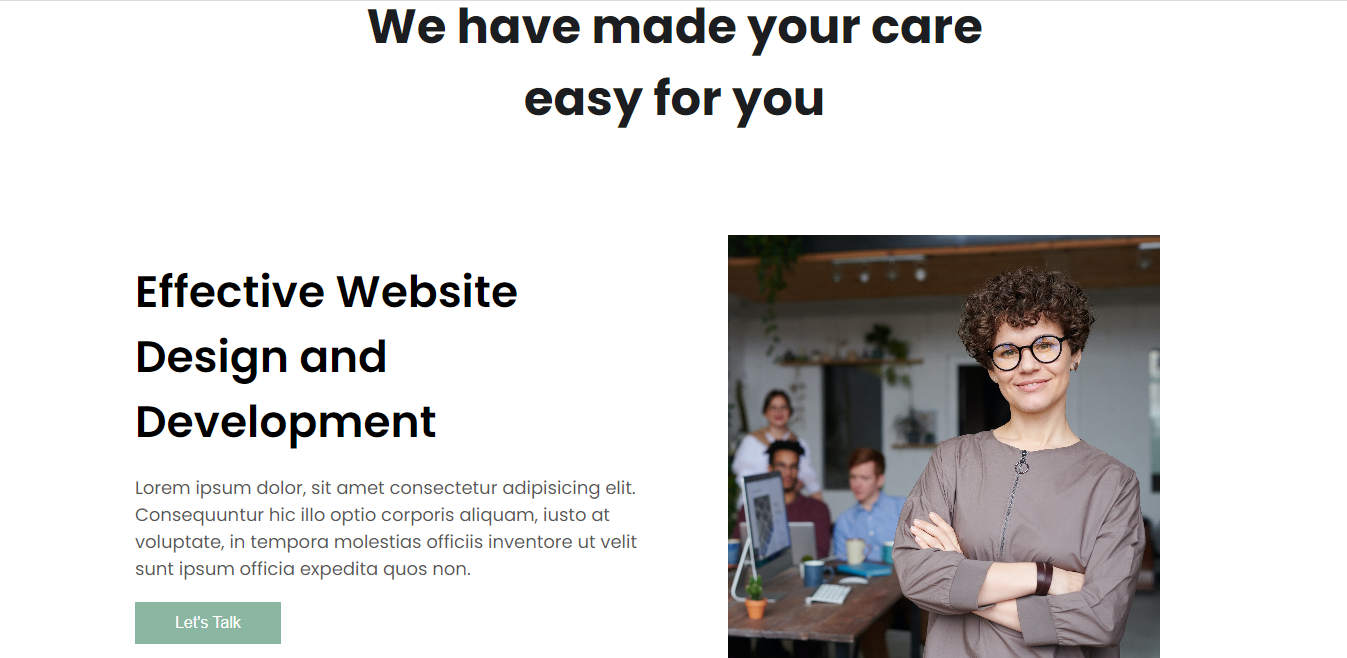 We have made your care
easy for you
Effective Website
Design and
Development
Lorem ipsum dolor, sit amet consectetur adipisicing elit.
Consequuntur hic illo optio corporis aliquam, iusto at
voluptate, in tempora molestias officiis inventore ut velit
sunt ipsum officia expedita quos non.
Let's Talk